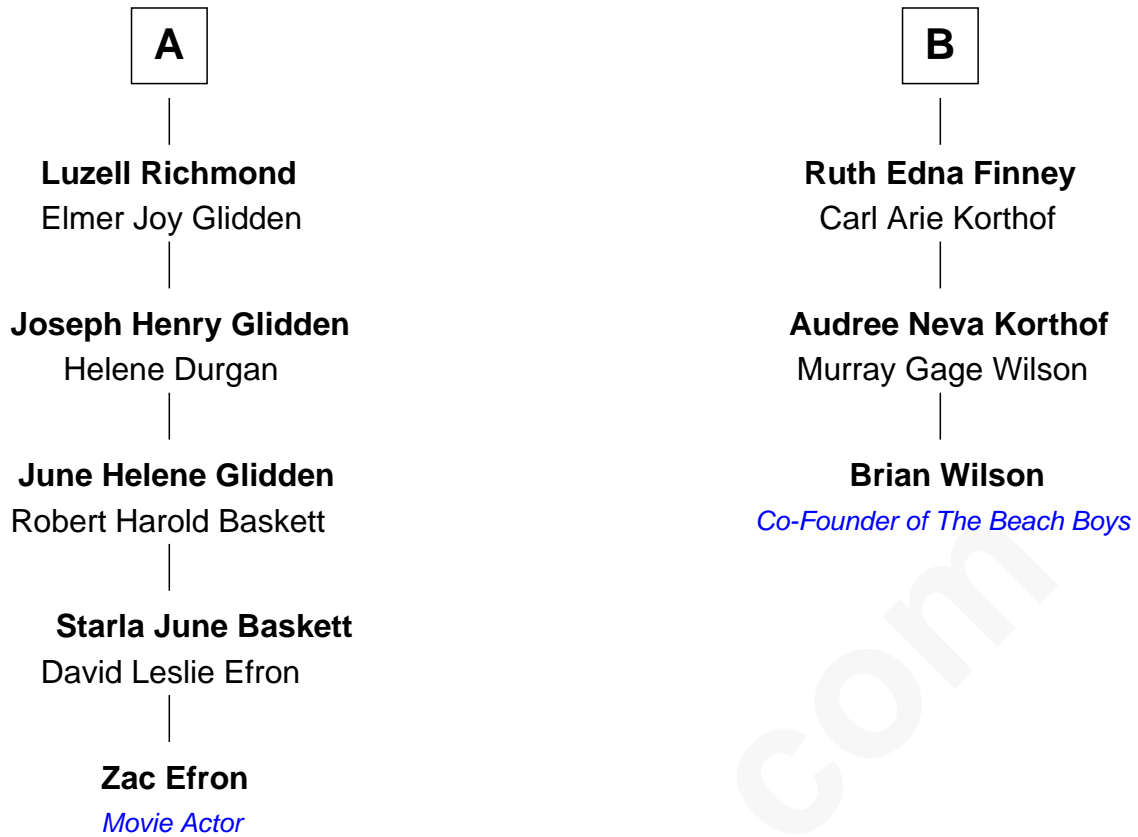 A
Luzell Richmond
Elmer Joy Glidden
Joseph Henry Glidden
Helene Durgan
June Helene Glidden
Robert Harold Baskett
Starla June Baskett
David Leslie Efron
Zac Efron
Movie Actor
B
Ruth Edna Finney
Carl Arie Korthof
Audree Neva Korthof
Murray Gage Wilson
Brian Wilson
Co-Founder of The Beach Boys
com